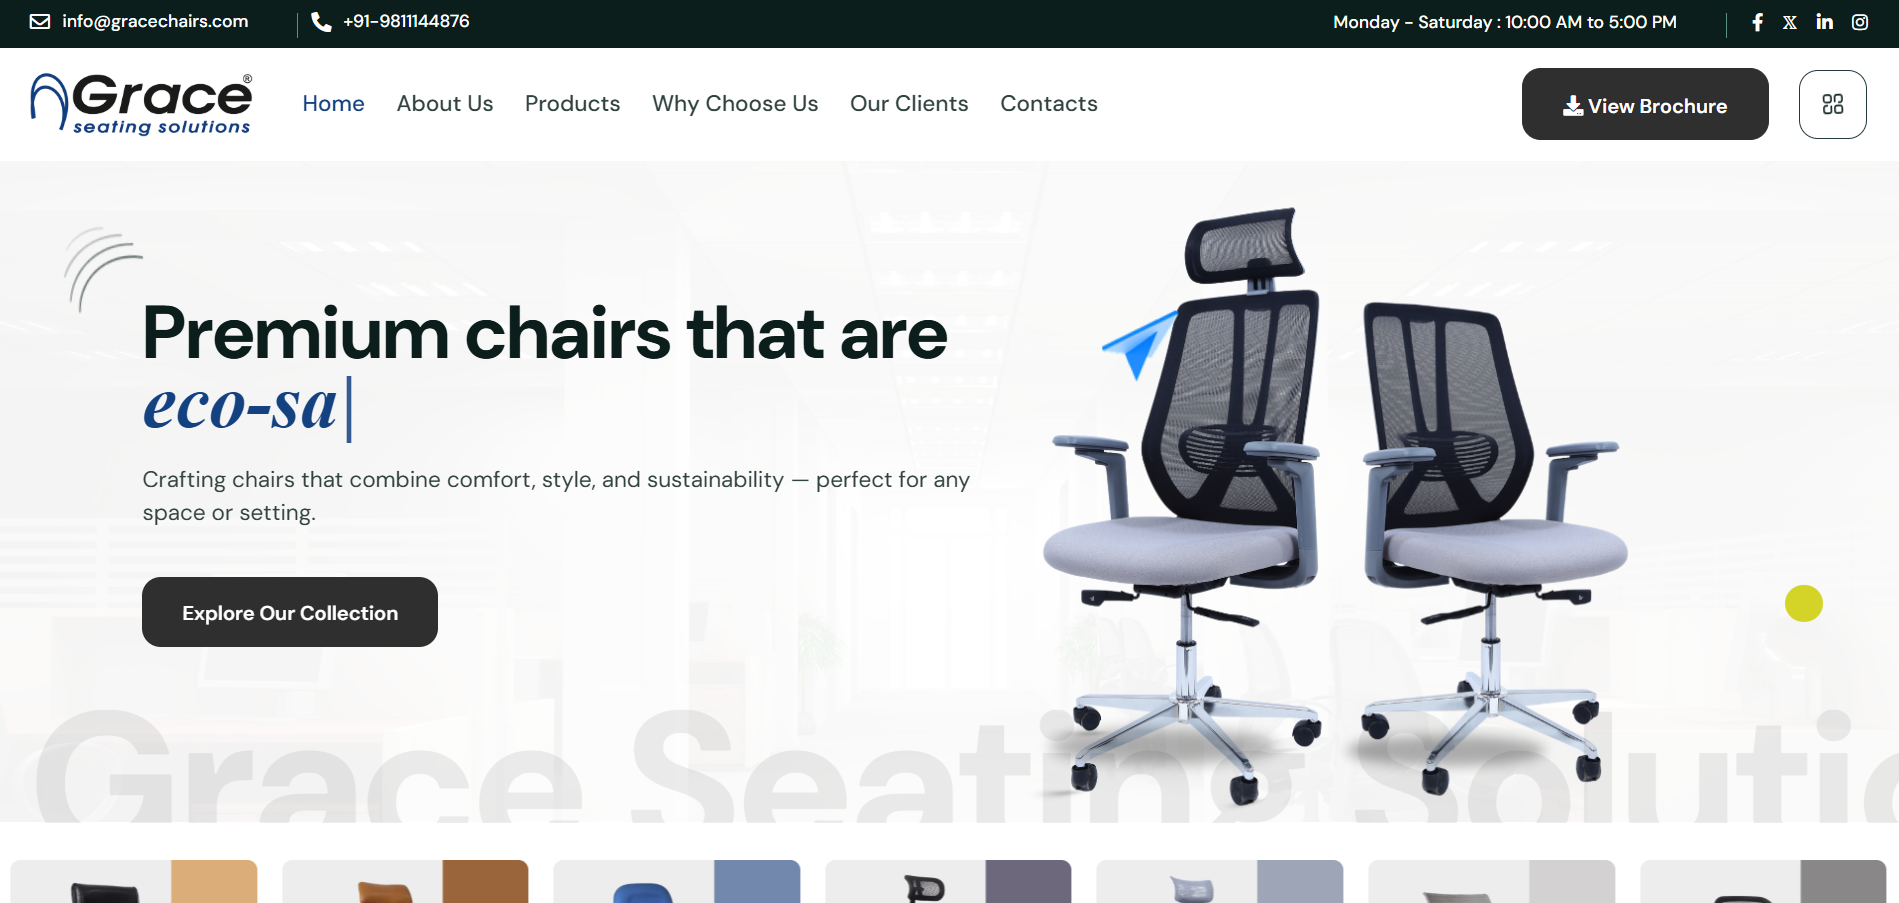 info@gracechairs.com
+91-9811144876
Monday - Saturday : 10:00 AM to 5:00 PM
Grace®
seating solutions
Home
About Us
Products
Why Choose Us
Our Clients
Contacts
View Brochure
Premium chairs that are
eco-sa
Crafting chairs that combine comfort, style, and sustainability — perfect for any
space or setting.
Explore Our Collection
Grace Seating Soluti